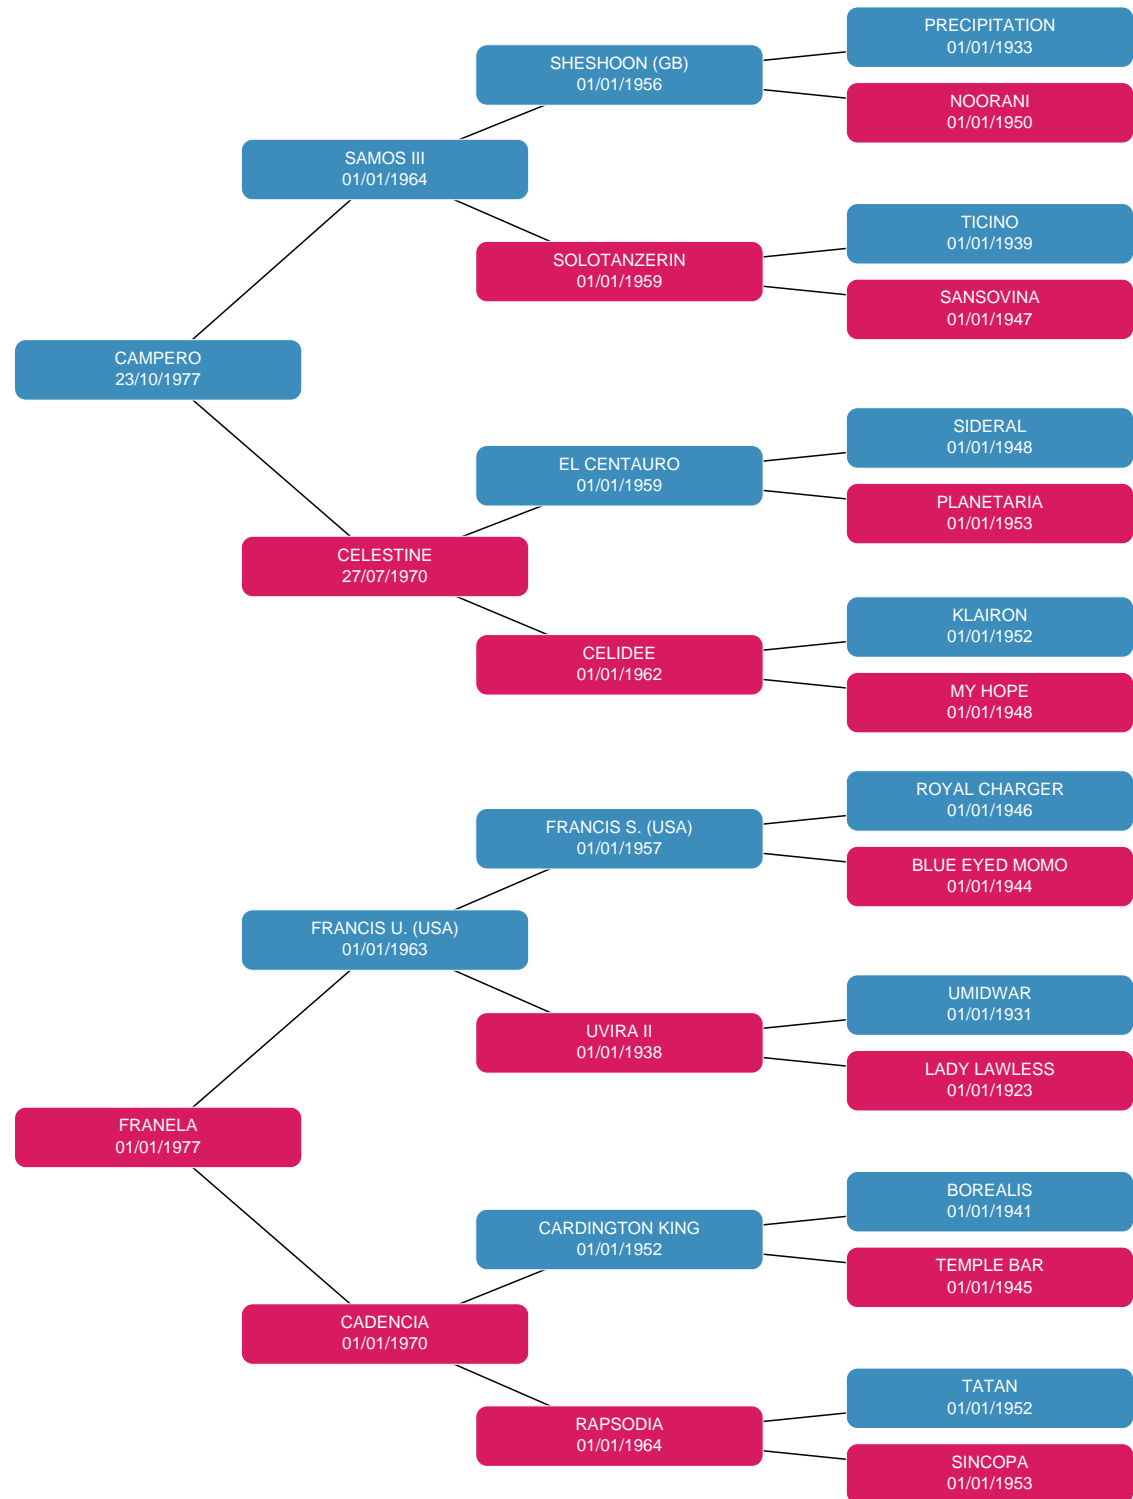 PRECIPITATION
01/01/1933
SHESHOON (GB)
01/01/1956
NOORANI
01/01/1950
SAMOS III
01/01/1964
TICINO
01/01/1939
SOLOTANZERIN
01/01/1959
SANSOVINA
01/01/1947
CAMPERO
23/10/1977
SIDERAL
01/01/1948
EL CENTAURO
01/01/1959
PLANETARIA
01/01/1953
CELESTINE
27/07/1970
KLAIRON
01/01/1952
CELIDEE
01/01/1962
MY HOPE
01/01/1948
ROYAL CHARGER
01/01/1946
FRANCIS S. (USA)
01/01/1957
BLUE EYED MOMO
01/01/1944
FRANCIS U. (USA)
01/01/1963
UMIDWAR
01/01/1931
UVIRA II
01/01/1938
LADY LAWLESS
01/01/1923
FRANELA
01/01/1977
BOREALIS
01/01/1941
CARDINGTON KING
01/01/1952
TEMPLE BAR
01/01/1945
CADENCIA
01/01/1970
TATAN
01/01/1952
RAPSODIA
01/01/1964
SINCOPA
01/01/1953